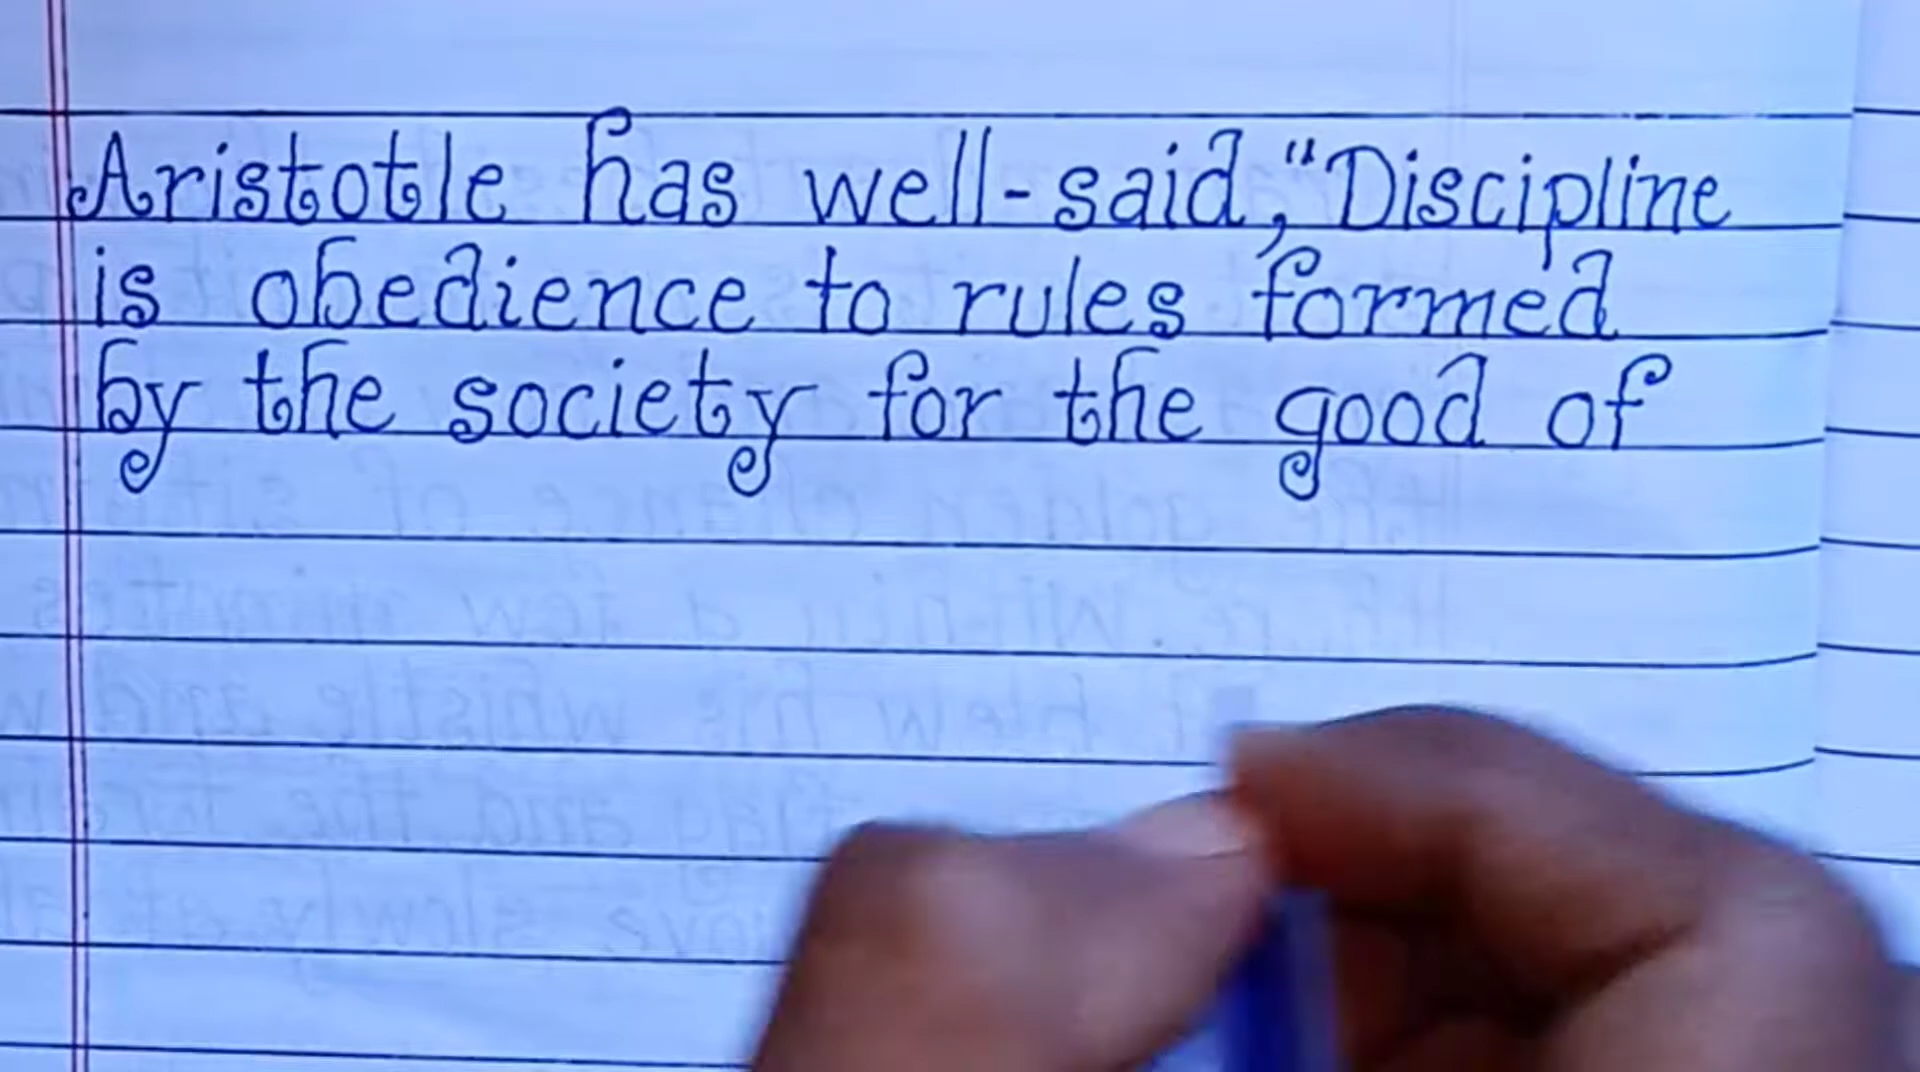 Aristotle has well-said, "Discipline
is obedience to rules formed
by the society for the good of